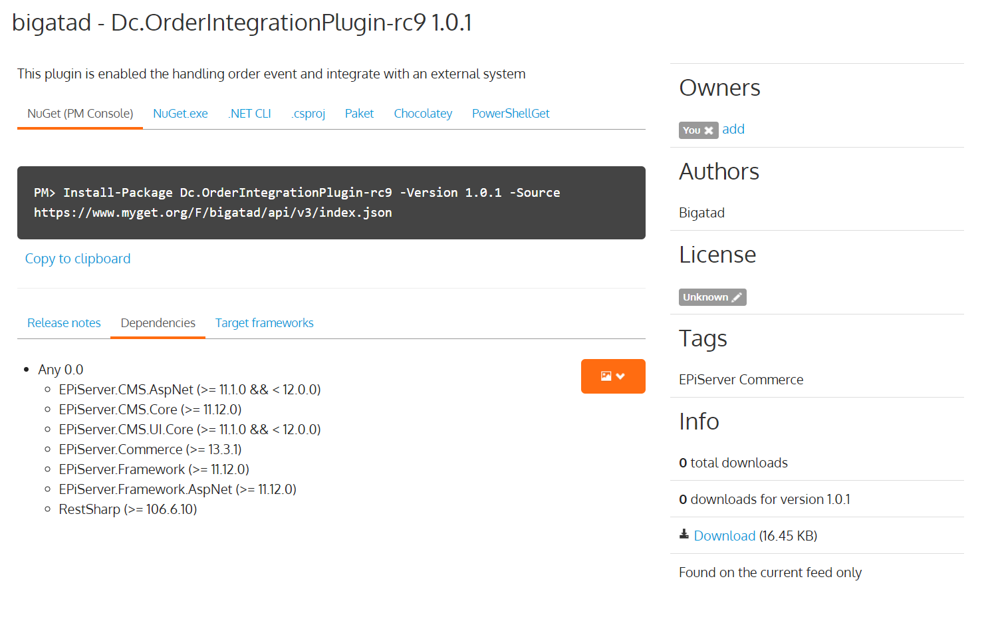 bigatad - Dc.OrderIntegrationPlugin-rc9 1.0.1
This plugin is enabled the handling order event and integrate with an external system
NuGet (PM Console) NuGet.exe .NET CLI .csproj Paket Chocolatey PowerShellGet
PM> Install-Package Dc.OrderIntegrationPlugin-rc9 -Version 1.0.1 -Source
https://www.myget.org/F/bigatad/api/v3/index.json
Copy to clipboard
Release notes Dependencies Target frameworks
Any 0.0
EPiServer.CMS.AspNet (>= 11.1.0 && < 12.0.0)
EPiServer.CMS.Core (>= 11.12.0)
EPiServer.CMS.UI.Core (>= 11.1.0 && < 12.0.0)
EPiServer.Commerce (>= 13.3.1)
EPiServer.Framework (>= 11.12.0)
EPiServer.Framework.AspNet (>= 11.12.0)
RestSharp (>= 106.6.10)
Owners
You add
Authors
Bigatad
License
Unknown
Tags
EPiServer Commerce
Info
0 total downloads
0 downloads for version 1.0.1
Download (16.45 KB)
Found on the current feed only